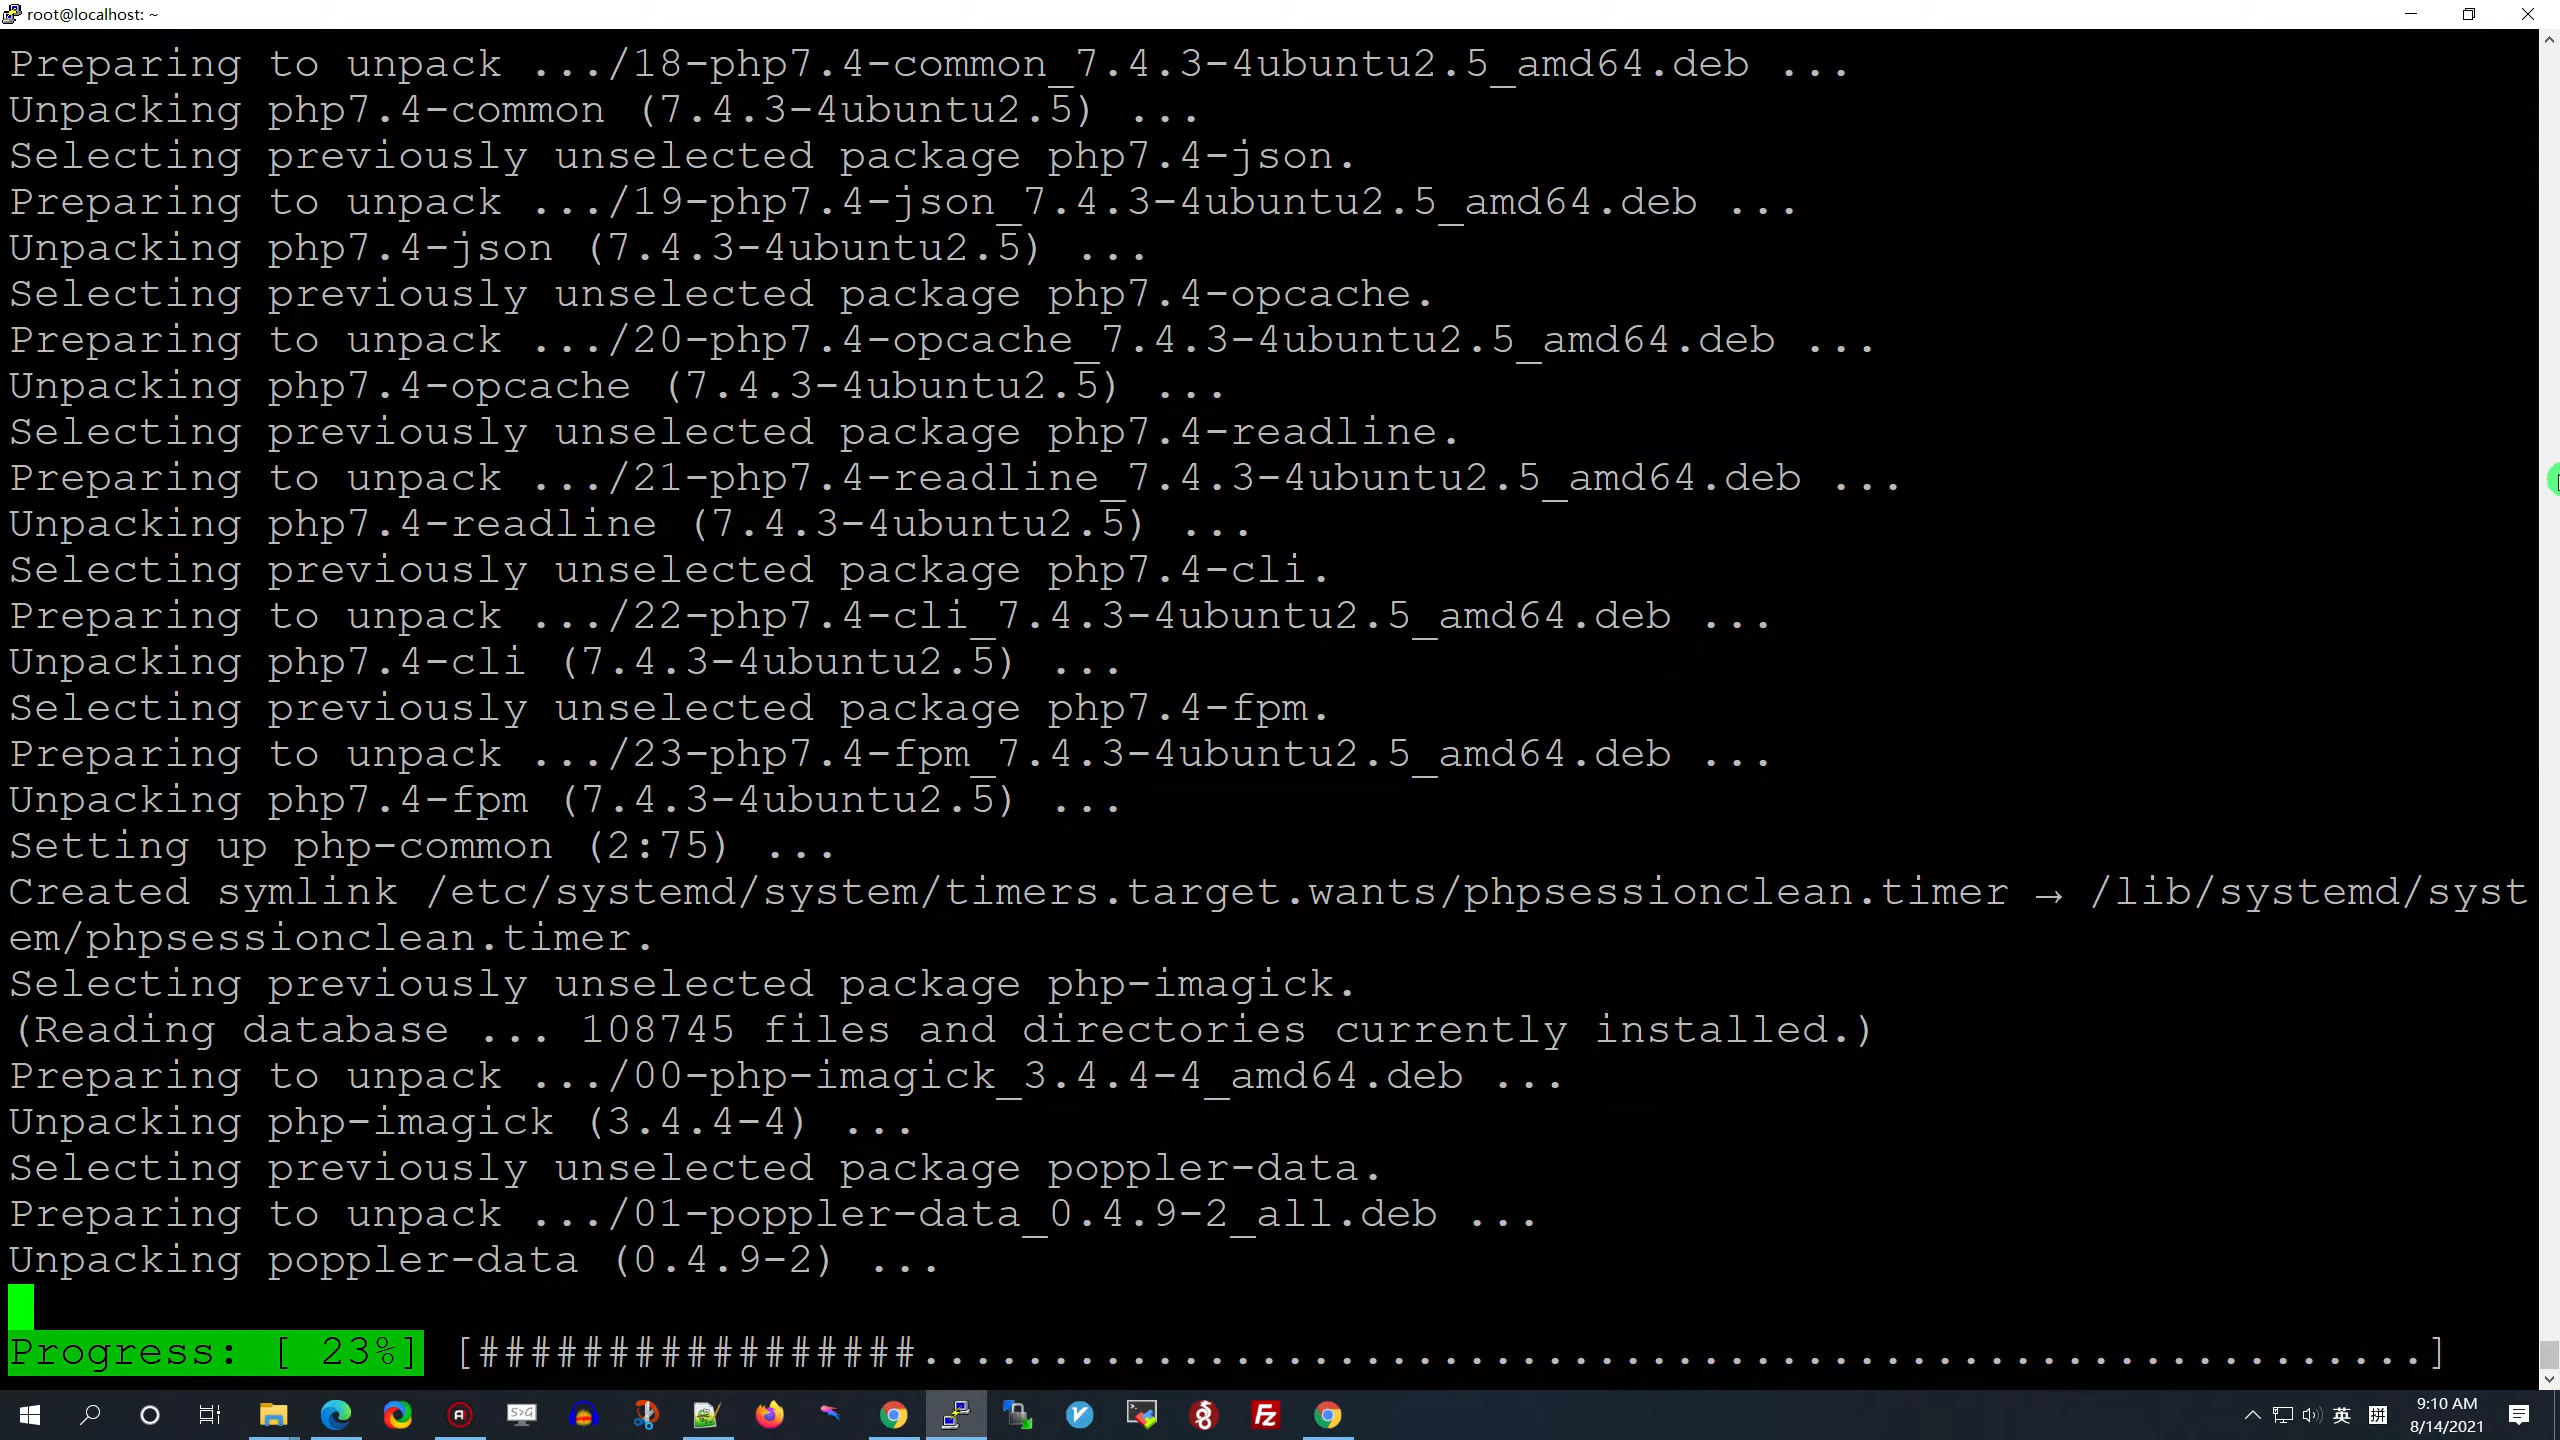 root@localhost: ~
Preparing to unpack .../18-php7.4-common_7.4.3-4ubuntu2.5_amd64.deb ...
Unpacking php7.4-common (7.4.3-4ubuntu2.5) ...
Selecting previously unselected package php7.4-json.
Preparing to unpack .../19-php7.4-json_7.4.3-4ubuntu2.5_amd64.deb ...
Unpacking php7.4-json (7.4.3-4ubuntu2.5) ...
Selecting previously unselected package php7.4-opcache.
Preparing to unpack .../20-php7.4-opcache_7.4.3-4ubuntu2.5_amd64.deb ...
Unpacking php7.4-opcache (7.4.3-4ubuntu2.5) ...
Selecting previously unselected package php7.4-readline.
Preparing to unpack .../21-php7.4-readline_7.4.3-4ubuntu2.5_amd64.deb ...
Unpacking php7.4-readline (7.4.3-4ubuntu2.5) ...
Selecting previously unselected package php7.4-cli.
Preparing to unpack .../22-php7.4-cli_7.4.3-4ubuntu2.5_amd64.deb ...
Unpacking php7.4-cli (7.4.3-4ubuntu2.5) ...
Selecting previously unselected package php7.4-fpm.
Preparing to unpack .../23-php7.4-fpm_7.4.3-4ubuntu2.5_amd64.deb ...
Unpacking php7.4-fpm (7.4.3-4ubuntu2.5) ...
Setting up php-common (2:75) ...
Created symlink /etc/systemd/system/timers.target.wants/phpsessionclean.timer → /lib/systemd/syst
em/phpsessionclean.timer.
Selecting previously unselected package php-imagick.
(Reading database ... 108745 files and directories currently installed.)
Preparing to unpack .../00-php-imagick_3.4.4-4_amd64.deb ...
Unpacking php-imagick (3.4.4-4) ...
Selecting previously unselected package poppler-data.
Preparing to unpack .../01-poppler-data_0.4.9-2_all.deb ...
Unpacking poppler-data (0.4.9-2) ...
Progress: [ 23%] [#################..........................................................]
S>G
英
拼
9:10 AM
8/14/2021